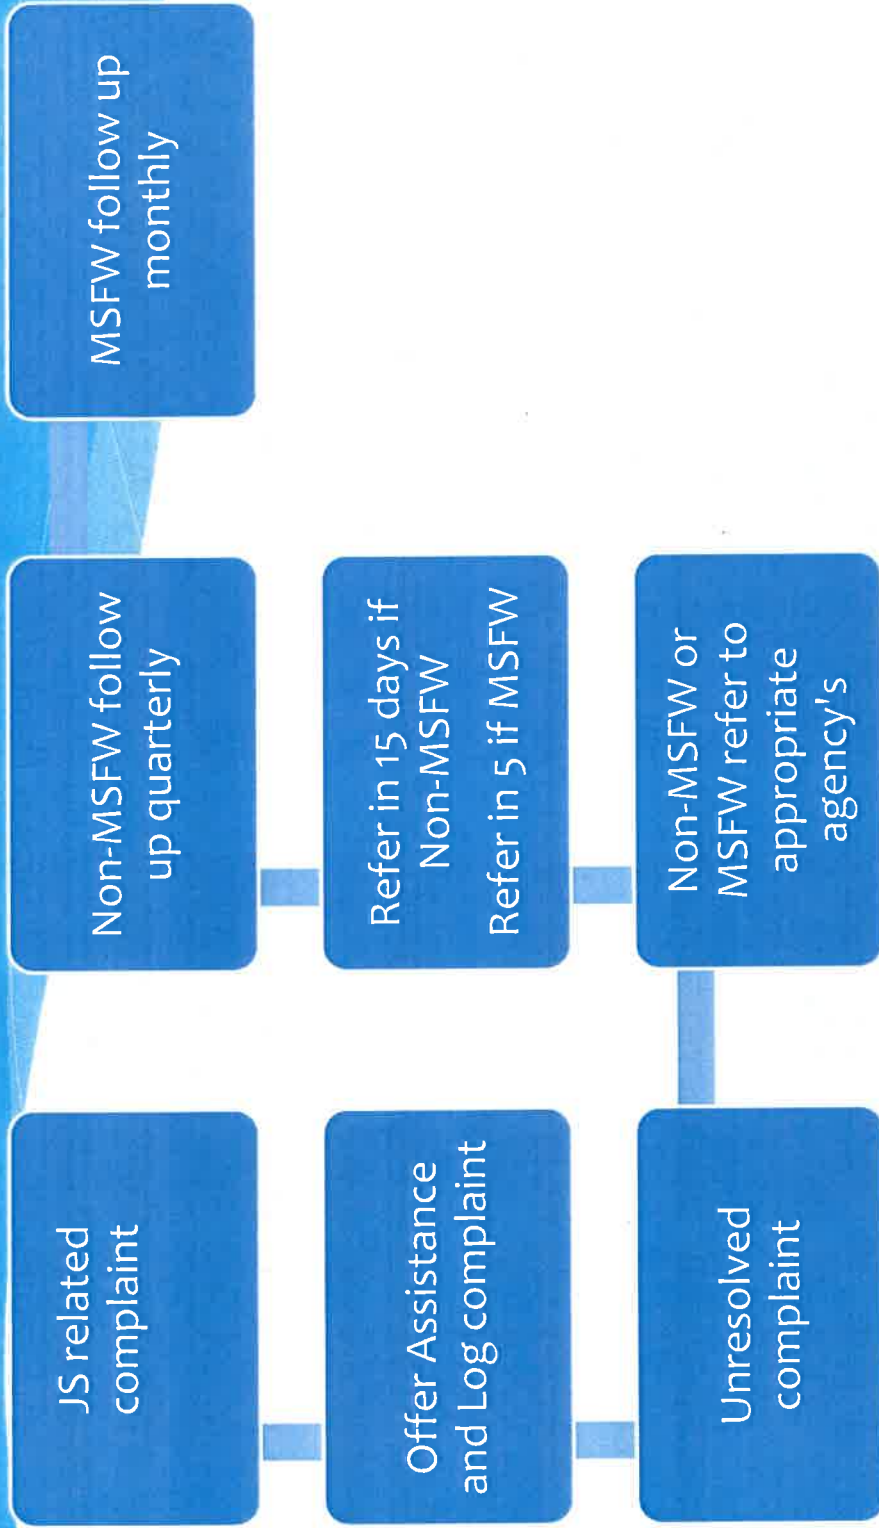 JS related
complaint
Offer Assistance
and Log complaint
Unresolved
complaint
Non-MSFW or
MSFW refer to
appropriate
agency's
Refer in 15 days if
Non-MSFW
Refer in 5 if MSFW
Non-MSFW follow
up quarterly
MSFW follow up
monthly